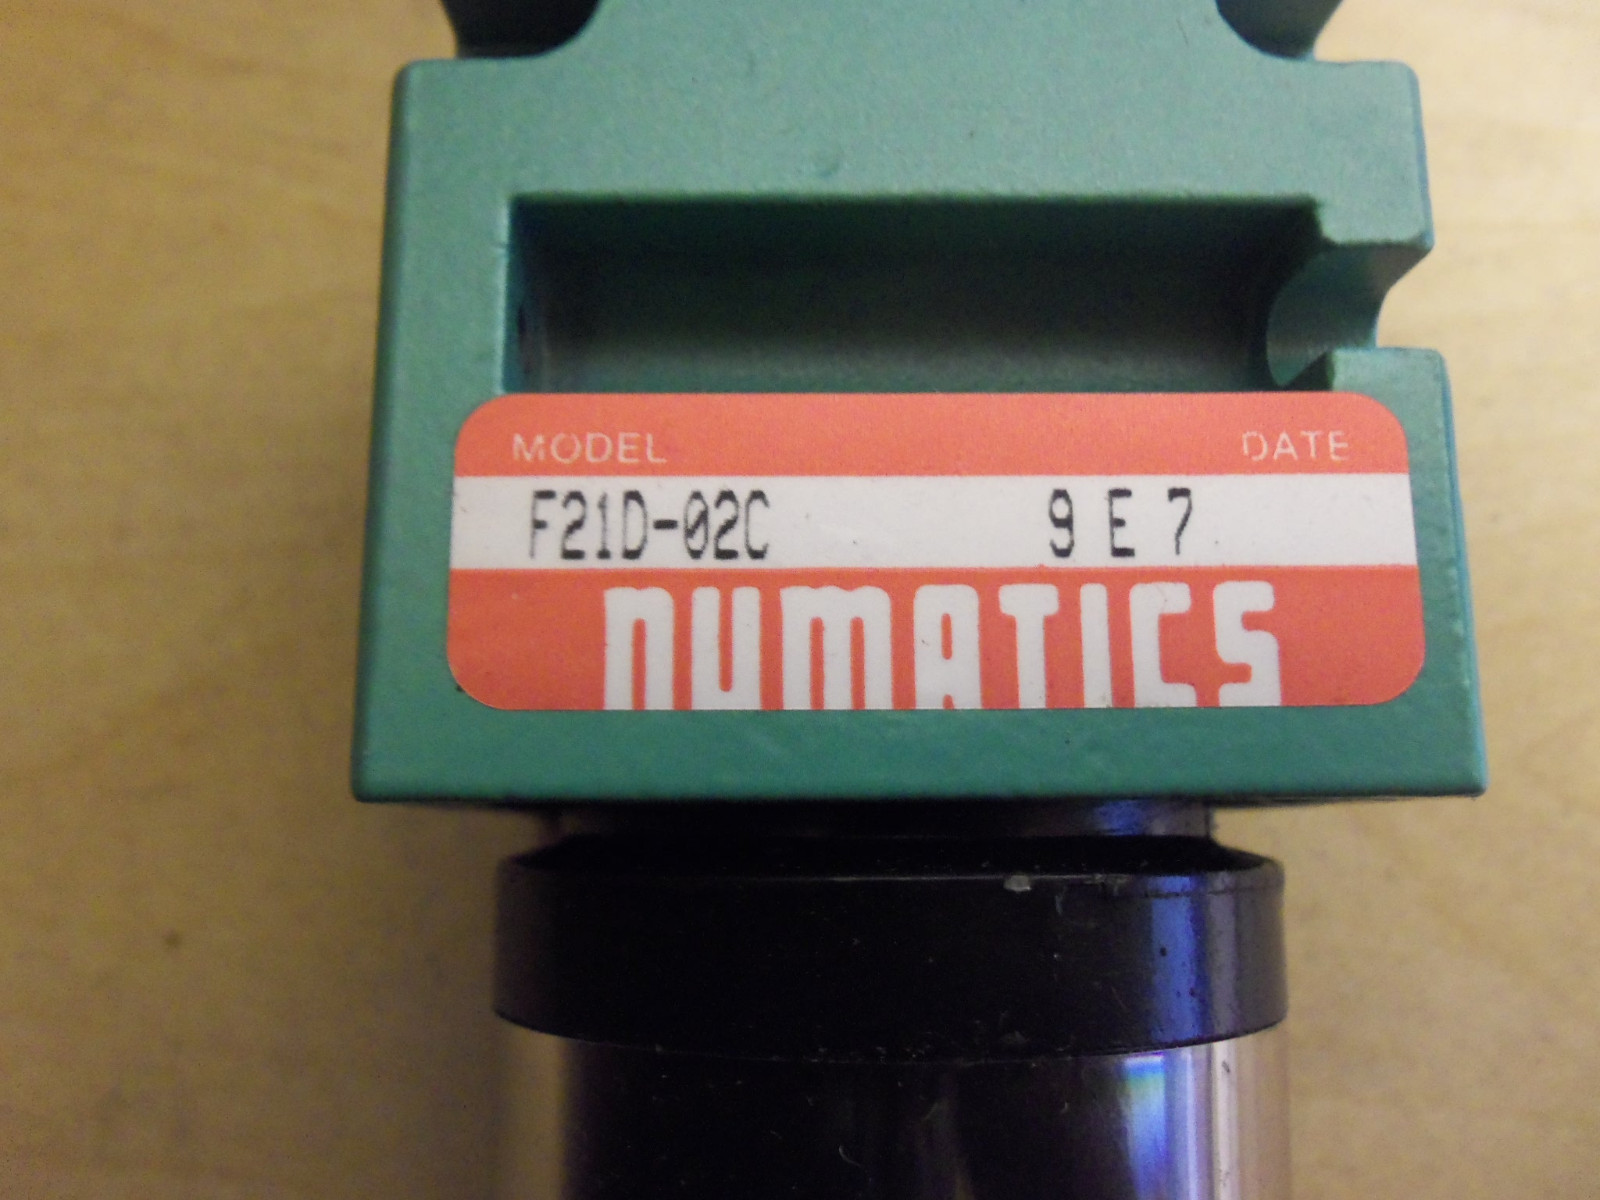 MODEL DATE
F21D-02C 9 E 7
NUMATICS